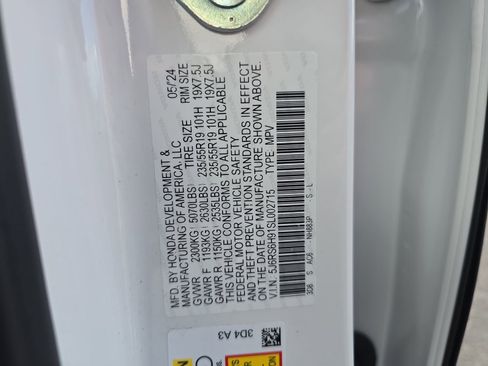 MFD. BY HONDA DEVELOPMENT & 05/24
MANUFACTURING OF AMERICA, LLC
TIRE SIZE RIM SIZE
GVWR 2300KG( 5070LBS)
GAWR F 1193KG( 2630LBS) 235/55R19 101H 19X7.5J
GAWR R 1150KG( 2535LBS) 235/55R19 101H 19X7.5J
THIS VEHICLE CONFORMS TO ALL APPLICABLE
FEDERAL MOTOR VEHICLE SAFETY
AND THEFT PREVENTION STANDARDS IN EFFECT
ON THE DATE OF MANUFACTURE SHOWN ABOVE.
V.I.N. 5J6RS6H91SL002715 TYPE: MPV
3D8 S AC6 NH883P S - L
3D4 A3